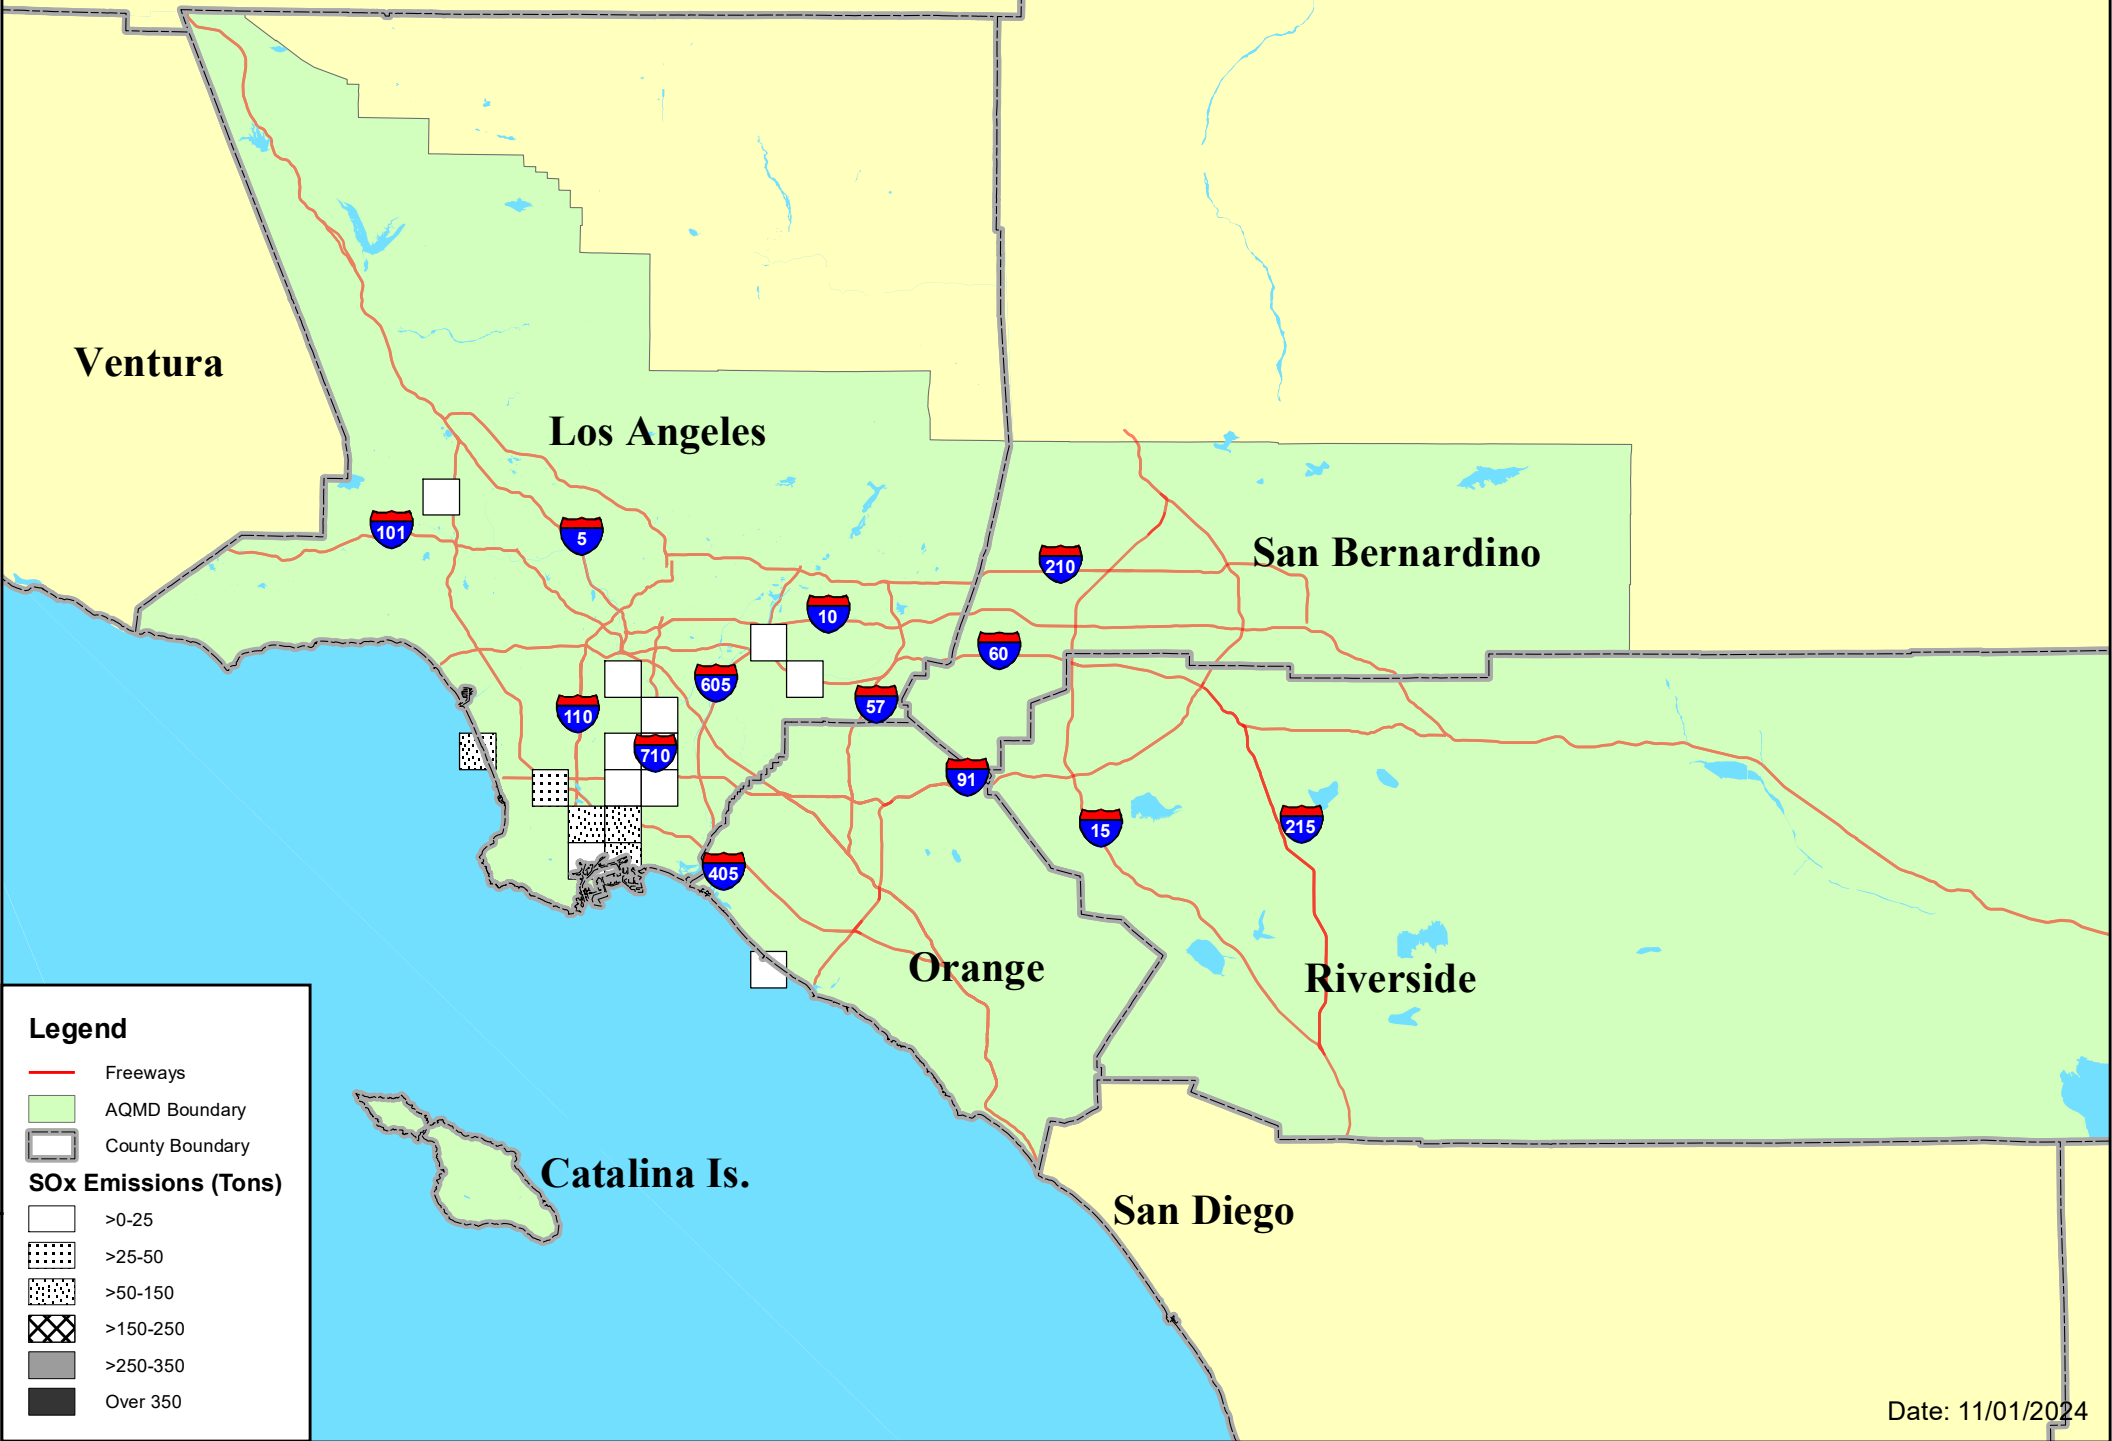 Ventura
Los Angeles
101
5
210
San Bernardino
10
60
605
57
110
710
91
15
215
405
Orange
Riverside
Catalina Is.
San Diego
Legend
Freeways
AQMD Boundary
County Boundary
SOx Emissions (Tons)
>0-25
>25-50
>50-150
>150-250
>250-350
Over 350
Date: 11/01/2024